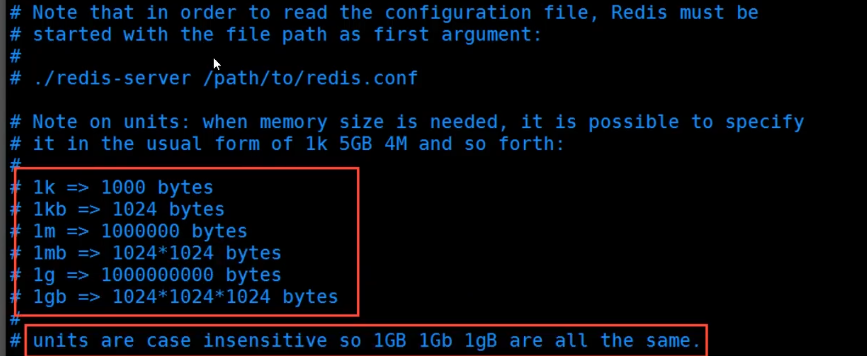 # Note that in order to read the configuration file, Redis must be
# started with the file path as first argument:
#
# ./redis-server /path/to/redis.conf
# Note on units: when memory size is needed, it is possible to specify
# it in the usual form of 1k 5GB 4M and so forth:
#
# 1k => 1000 bytes
# 1kb => 1024 bytes
# 1m => 1000000 bytes
# 1mb => 1024*1024 bytes
# 1g => 1000000000 bytes
# 1gb => 1024*1024*1024 bytes
#
# units are case insensitive so 1GB 1Gb 1gB are all the same.